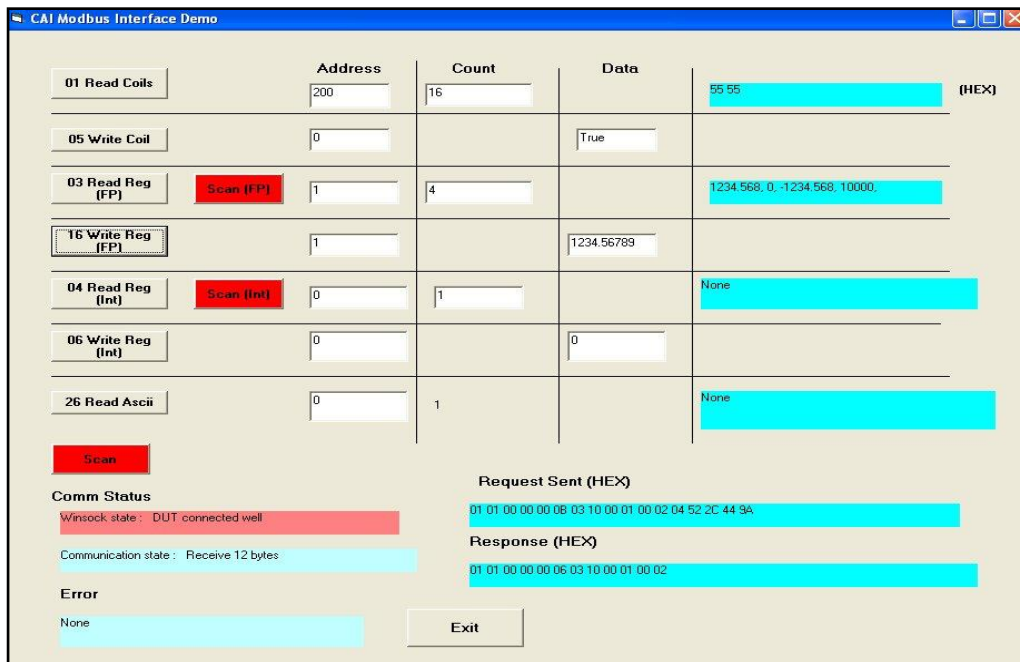 CAI Modbus Interface Demo
Address Count Data
01 Read Coils 200 16 55 55 (HEX)
05 Write Coil 0 True
03 Read Reg (FP) Scan (FP) 1 4 1234.568, 0, -1234.568, 10000,
16 Write Reg (FP) 1 1234.56789
04 Read Reg (Int) Scan (Int) 0 1 None
06 Write Reg (Int) 0 0
26 Read Ascii 0 1 None
Scan
Comm Status
Winsock state : DUT connected well
Communication state : Receive 12 bytes
Error
None
Request Sent (HEX)
01 01 00 00 00 0B 03 10 00 01 00 02 04 52 2C 44 9A
Response (HEX)
01 01 00 00 00 06 03 10 00 01 00 02
Exit